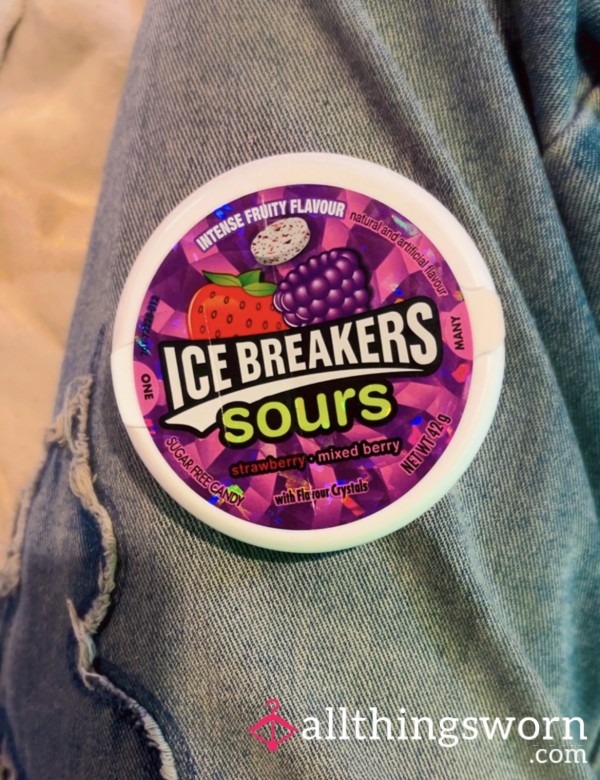 INTENSE FRUITY FLAVOUR
natural and artificial flavour
ICE BREAKERS
sours
strawberry • mixed berry
with Flavour Crystals
SUGAR FREE CANDY
NET WT 42 g
ONE
MANY
allthingsworn
.com